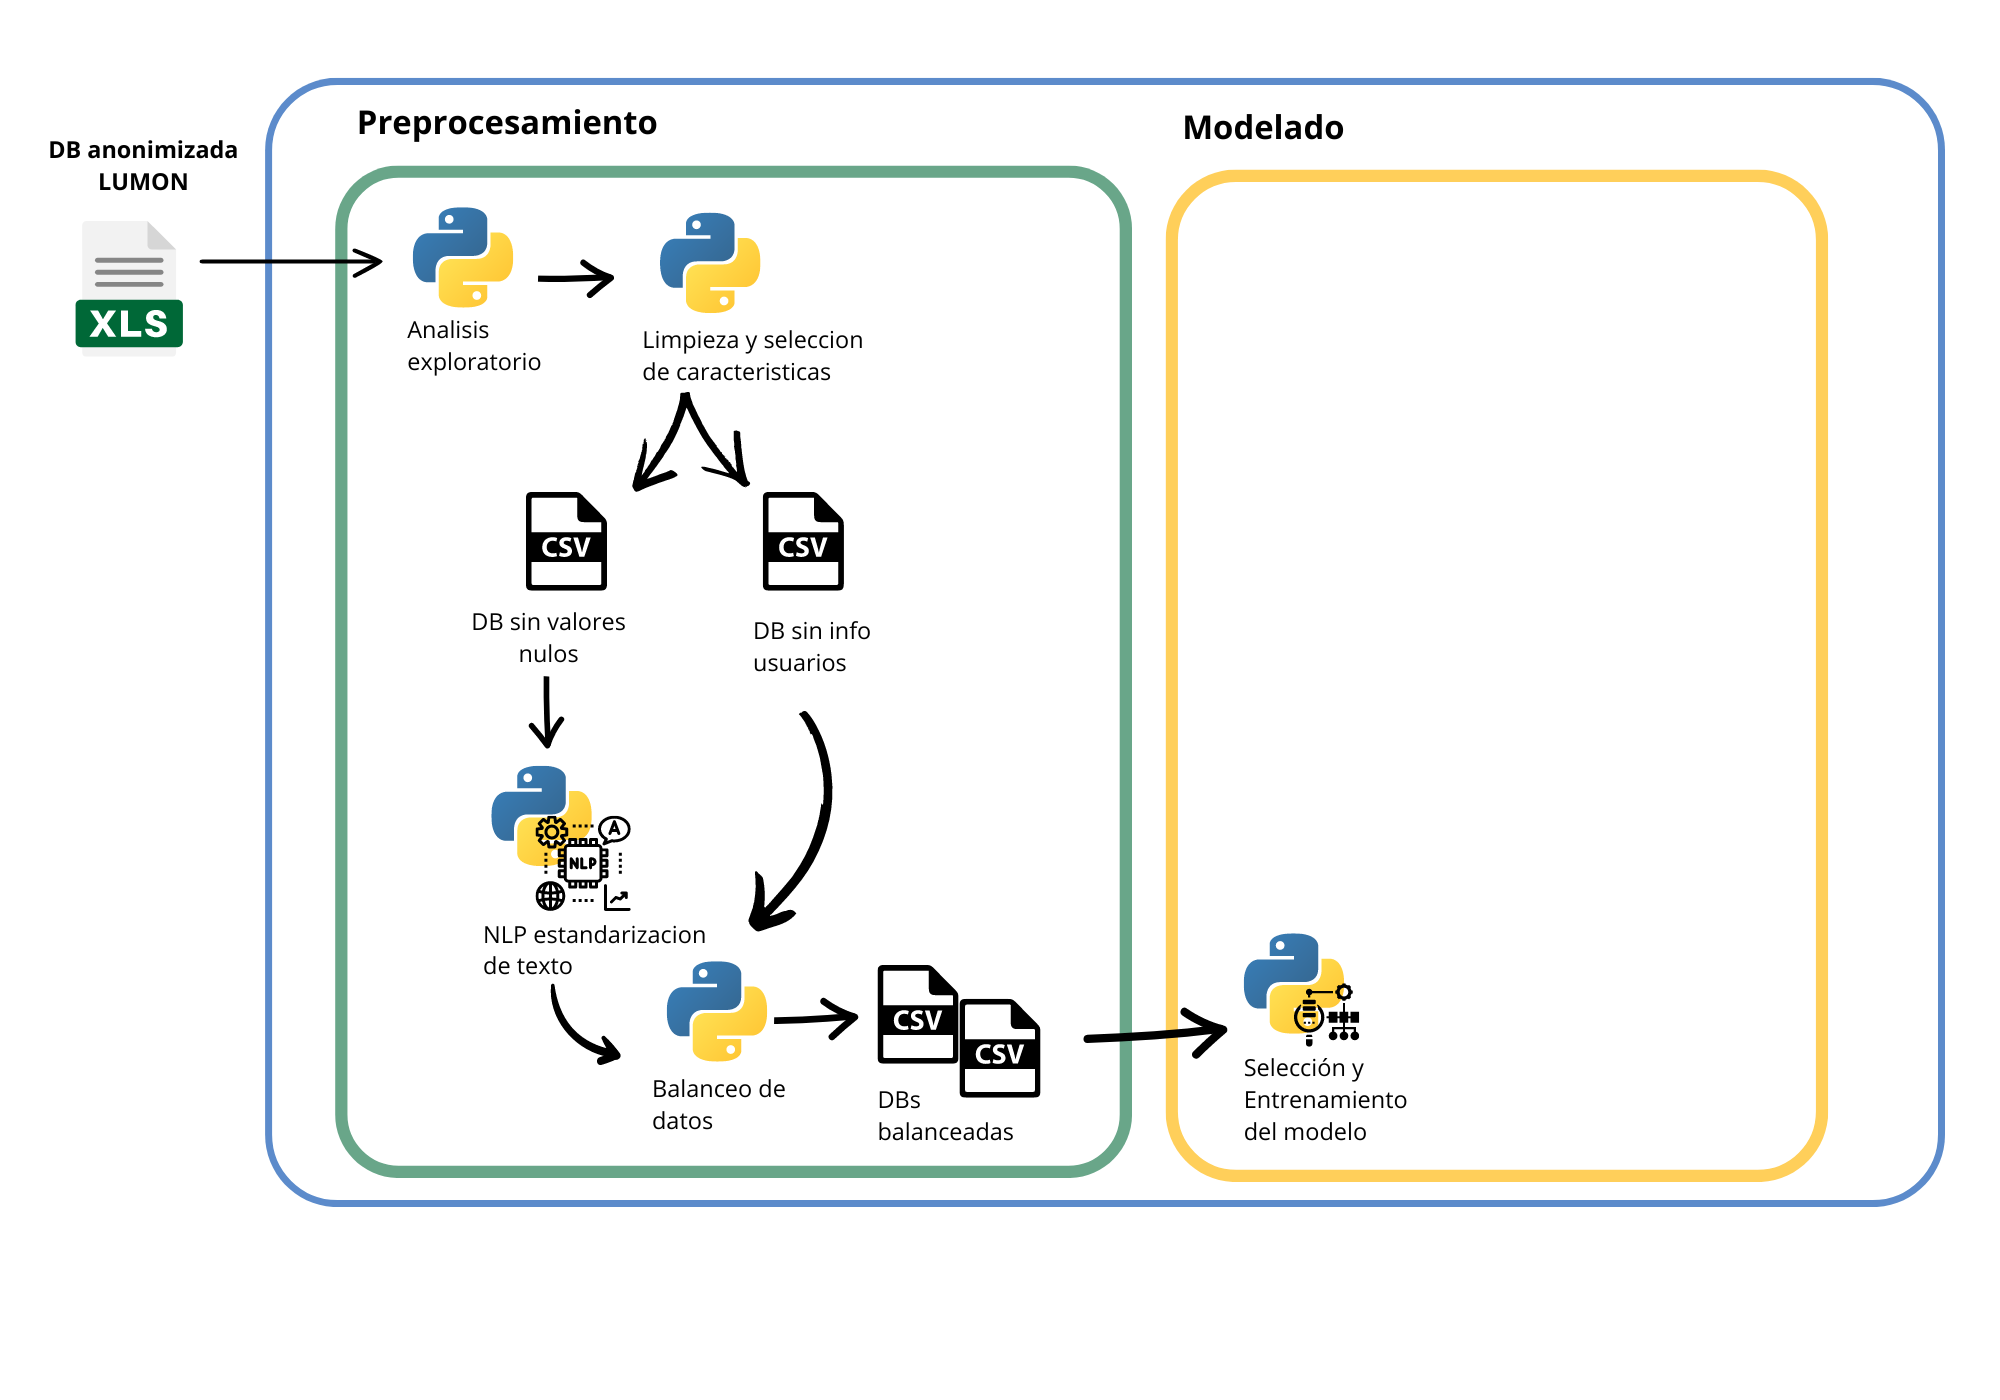 DB anonimizada
LUMON
XLS
Preprocesamiento
Analisis
exploratorio
Limpieza y seleccion
de caracteristicas
CSV
CSV
DB sin valores
nulos
DB sin info
usuarios
A
NLP
NLP estandarizacion
de texto
Balanceo de
datos
CSV
CSV
DBs
balanceadas
Modelado
Selección y
Entrenamiento
del modelo